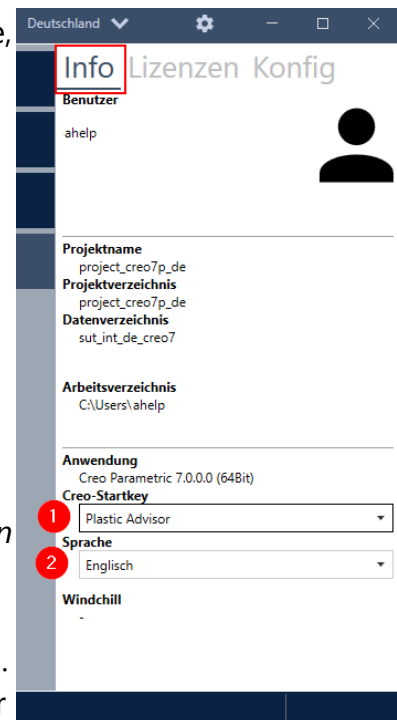 e,
Deutschland
Info Lizenzen Konfig
Benutzer
ahelp
Projektname
project_creo7p_de
Projektverzeichnis
project_creo7p_de
Datenverzeichnis
sut_int_de_creo7
Arbeitsverzeichnis
C:\Users\ahelp
Anwendung
Creo Parametric 7.0.0.0 (64Bit)
Creo-Startkey
1 Plastic Advisor
n
Sprache
2 Englisch
Windchill
-
.
r